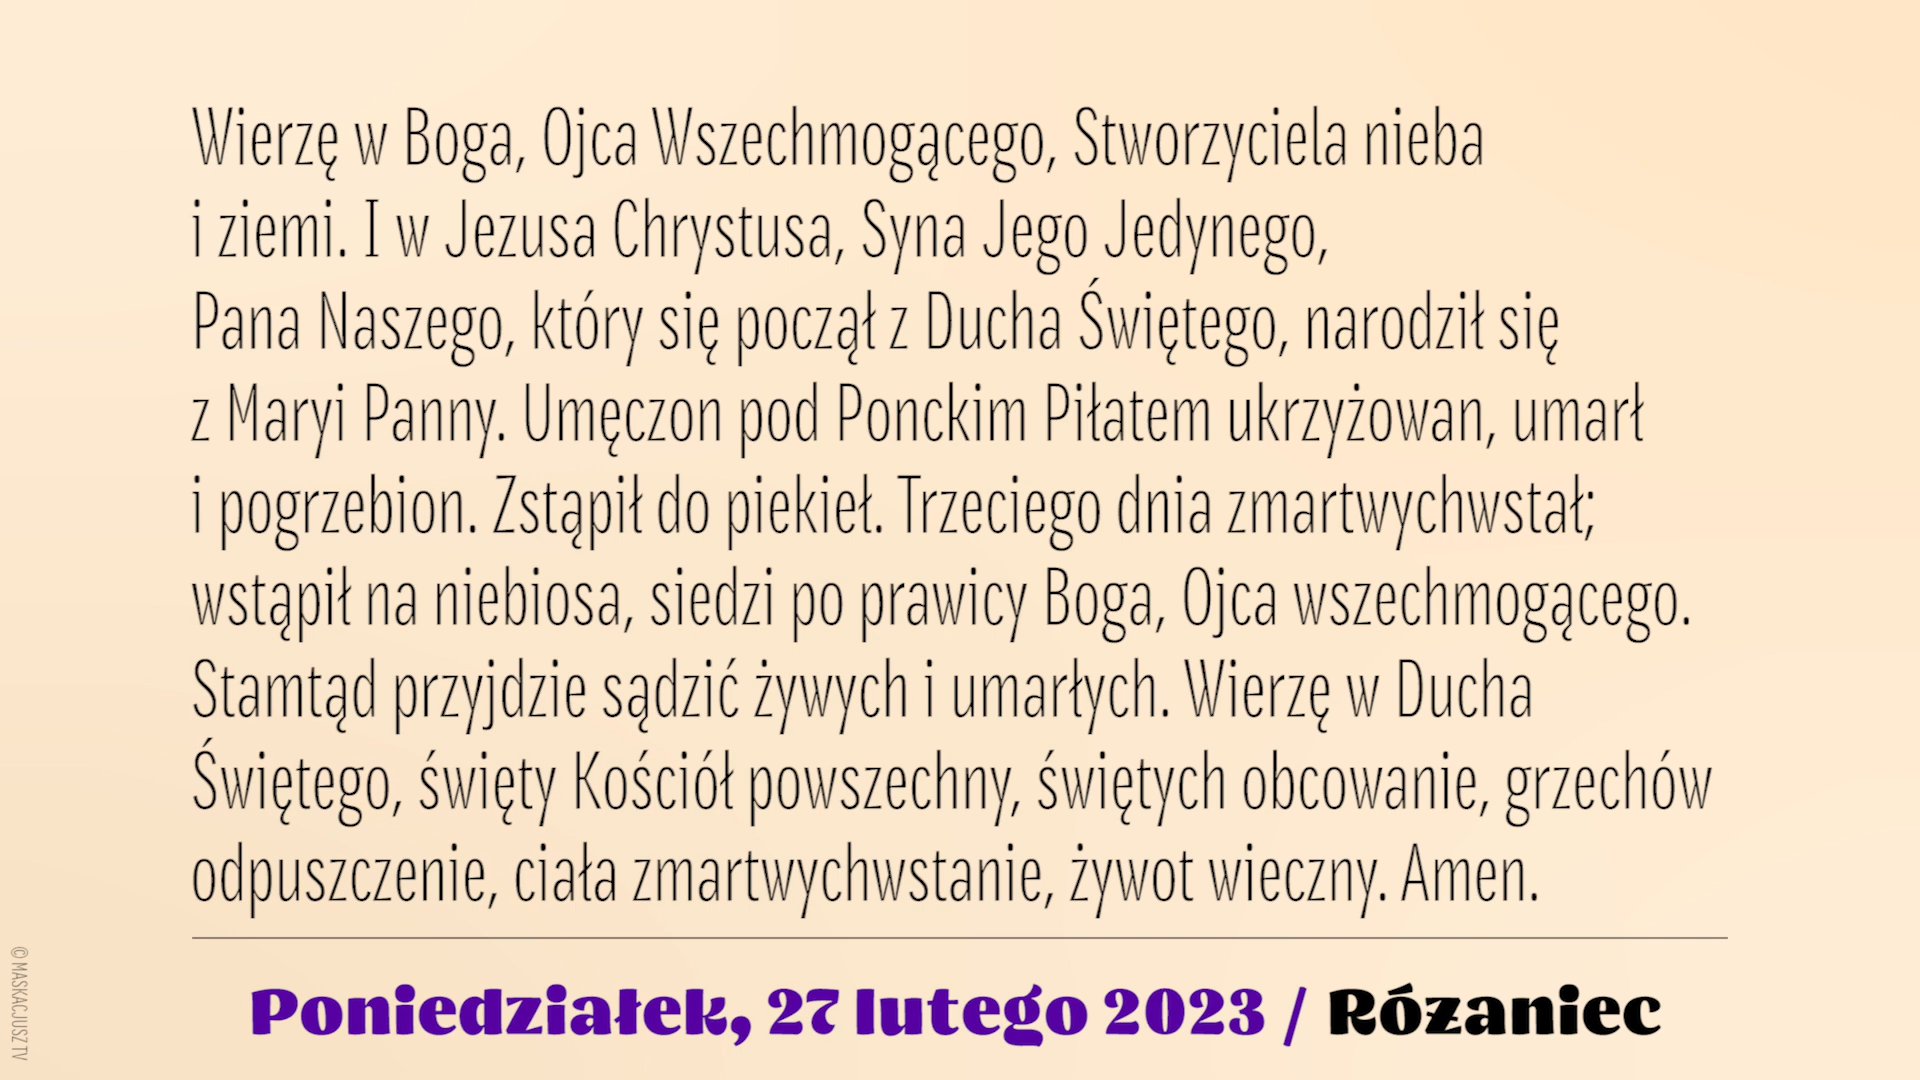 Wierzę w Boga, Ojca Wszechmogącego, Stworzyciela nieba
i ziemi. I w Jezusa Chrystusa, Syna Jego Jedynego,
Pana Naszego, który się począł z Ducha Świętego, narodził się
z Maryi Panny. Umęczon pod Ponckim Piłatem ukrzyżowan, umarł
i pogrzebion. Zstąpił do piekieł. Trzeciego dnia zmartwychwstał;
wstąpił na niebiosa, siedzi po prawicy Boga, Ojca wszechmogącego.
Stamtąd przyjdzie sądzić żywych i umarłych. Wierzę w Ducha
Świętego, święty Kościół powszechny, świętych obcowanie, grzechów
odpuszczenie, ciała zmartwychwstanie, żywot wieczny. Amen.
Poniedziałek, 27 lutego 2023 / Rózaniec
© MASKACJUSZ TV